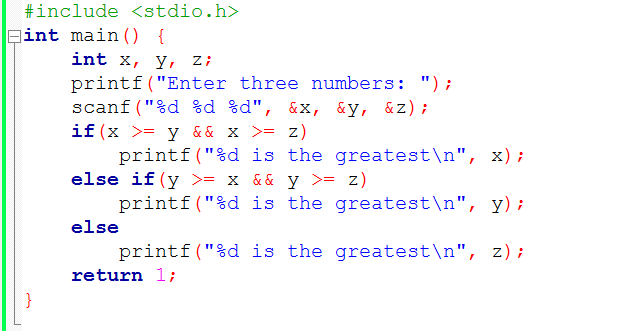 #include <stdio.h>
int main() {
    int x, y, z;
    printf("Enter three numbers: ");
    scanf("%d %d %d", &x, &y, &z);
    if(x >= y && x >= z)
        printf("%d is the greatest\n", x);
    else if(y >= x && y >= z)
        printf("%d is the greatest\n", y);
    else
        printf("%d is the greatest\n", z);
    return 1;
}